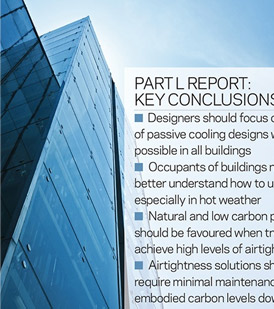 PART L REPORT:
KEY CONCLUSIONS
■ Designers should focus
of passive cooling designs
possible in all buildings
■ Occupants of buildings
better understand how to
especially in hot weather
■ Natural and low carbon
should be favoured when
achieve high levels of
■ Airtightness solutions
require minimal
embodied carbon levels